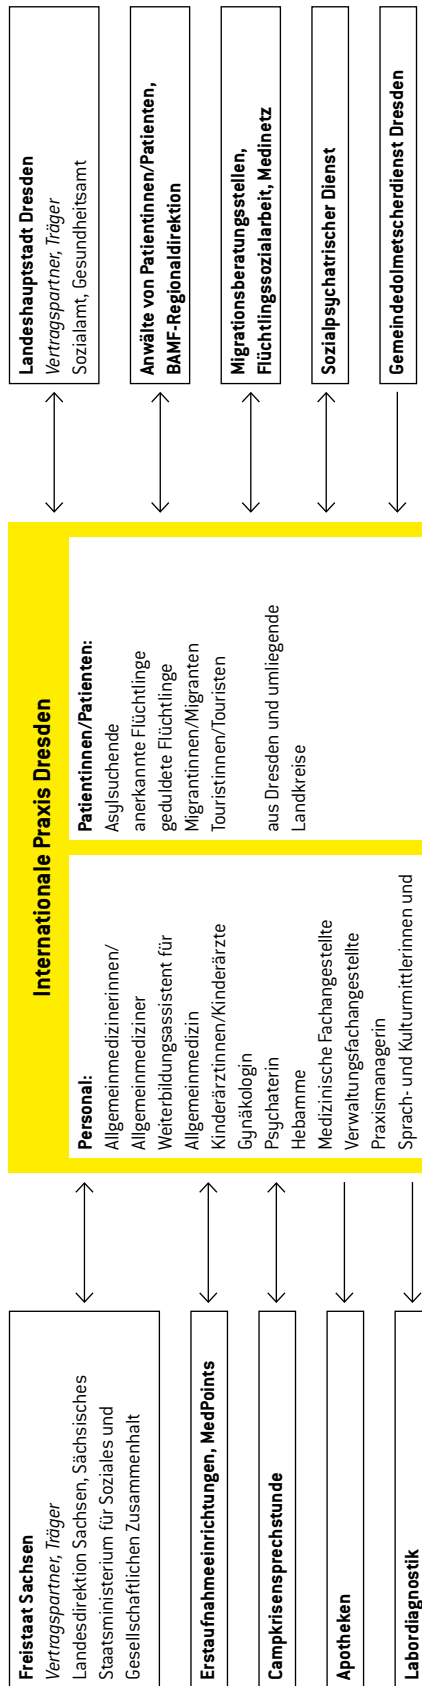 Freistaat Sachsen
Vertragspartner, Träger
Landesdirektion Sachsen, Sächsisches
Staatsministerium für Soziales und
Gesellschaftlichen Zusammenhalt
Erstaufnahmeeinrichtungen, MedPoints
Campkrisensprechstunde
Apotheken
Labordiagnostik
Internationale Praxis Dresden
Personal:
Allgemeinmedizinerinnen/
Allgemeinmediziner
Weiterbildungsassistent für
Allgemeinmedizin
Kinderärztinnen/Kinderärzte
Gynäkologin
Psychaterin
Hebamme
Medizinische Fachangestellte
Verwaltungsfachangestellte
Praxismanagerin
Sprach- und Kulturmittlerinnen und
Patientinnen/Patienten:
Asylsuchende
anerkannte Flüchtlinge
geduldete Flüchtlinge
Migrantinnen/Migranten
Touristinnen/Touristen
aus Dresden und umliegende
Landkreise
Landeshauptstadt Dresden
Vertragspartner, Träger
Sozialamt, Gesundheitsamt
Anwälte von Patientinnen/Patienten,
BAMF-Regionaldirektion
Migrationsberatungsstellen,
Flüchtlingssozialarbeit, Medinetz
Sozialpsychatrischer Dienst
Gemeindedolmetscherdienst Dresden